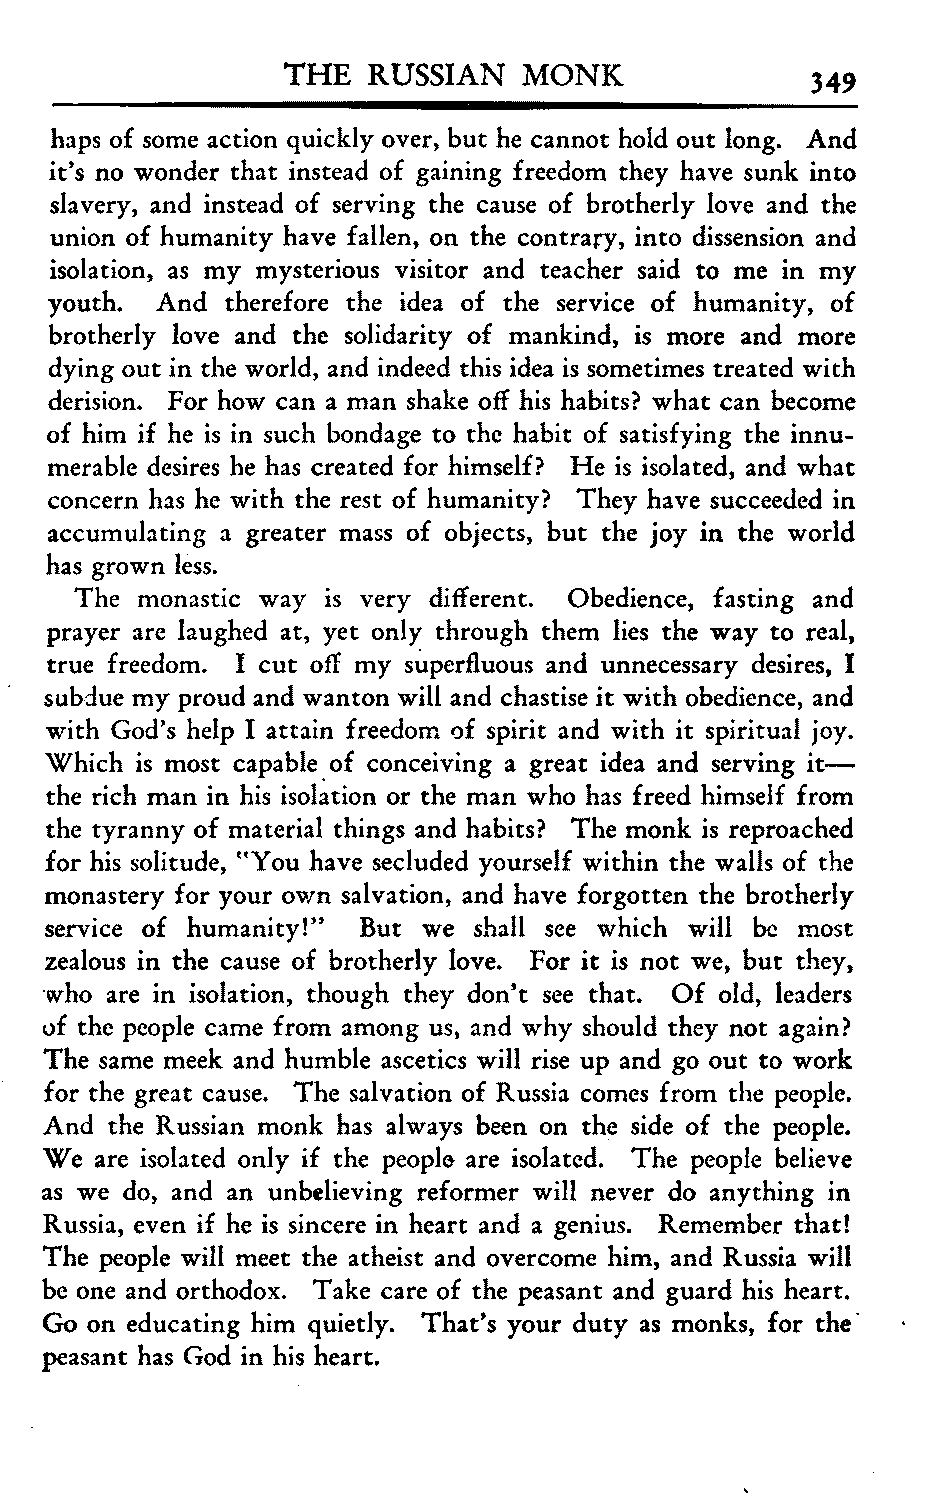 THE RUSSIAN MONK 349
haps of some action quickly over, but he cannot hold out long. And
it's no wonder that instead of gaining freedom they have sunk into
slavery, and instead of serving the cause of brotherly love and the
union of humanity have fallen, on the contrary, into dissension and
isolation, as my mysterious visitor and teacher said to me in my
youth. And therefore the idea of the service of humanity, of
brotherly love and the solidarity of mankind, is more and more
dying out in the world, and indeed this idea is sometimes treated with
derision. For how can a man shake off his habits? what can become
of him if he is in such bondage to the habit of satisfying the innu-
merable desires he has created for himself? He is isolated, and what
concern has he with the rest of humanity? They have succeeded in
accumulating a greater mass of objects, but the joy in the world
has grown less.
The monastic way is very different. Obedience, fasting and
prayer are laughed at, yet only through them lies the way to real,
true freedom. I cut off my superfluous and unnecessary desires, I
subdue my proud and wanton will and chastise it with obedience, and
with God's help I attain freedom of spirit and with it spiritual joy.
Which is most capable of conceiving a great idea and serving it—
the rich man in his isolation or the man who has freed himself from
the tyranny of material things and habits? The monk is reproached
for his solitude, "You have secluded yourself within the walls of the
monastery for your own salvation, and have forgotten the brotherly
service of humanity!" But we shall see which will be most
zealous in the cause of brotherly love. For it is not we, but they,
who are in isolation, though they don't see that. Of old, leaders
of the people came from among us, and why should they not again?
The same meek and humble ascetics will rise up and go out to work
for the great cause. The salvation of Russia comes from the people.
And the Russian monk has always been on the side of the people.
We are isolated only if the people are isolated. The people believe
as we do, and an unbelieving reformer will never do anything in
Russia, even if he is sincere in heart and a genius. Remember that!
The people will meet the atheist and overcome him, and Russia will
be one and orthodox. Take care of the peasant and guard his heart.
Go on educating him quietly. That's your duty as monks, for the
peasant has God in his heart.